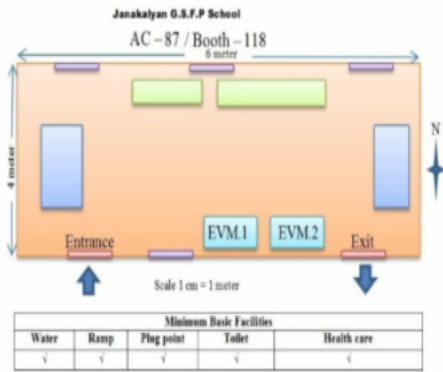 Janakalyan G.S.F.P School
AC – 87 / Booth – 118
6 meter
4 meter
N
EVM.1 EVM.2
Entrance Exit
Scale 1 cm = 1 meter
Minimum Basic Facilities
Water Ramp Plug point Toilet Health care
√ √ √ √ √